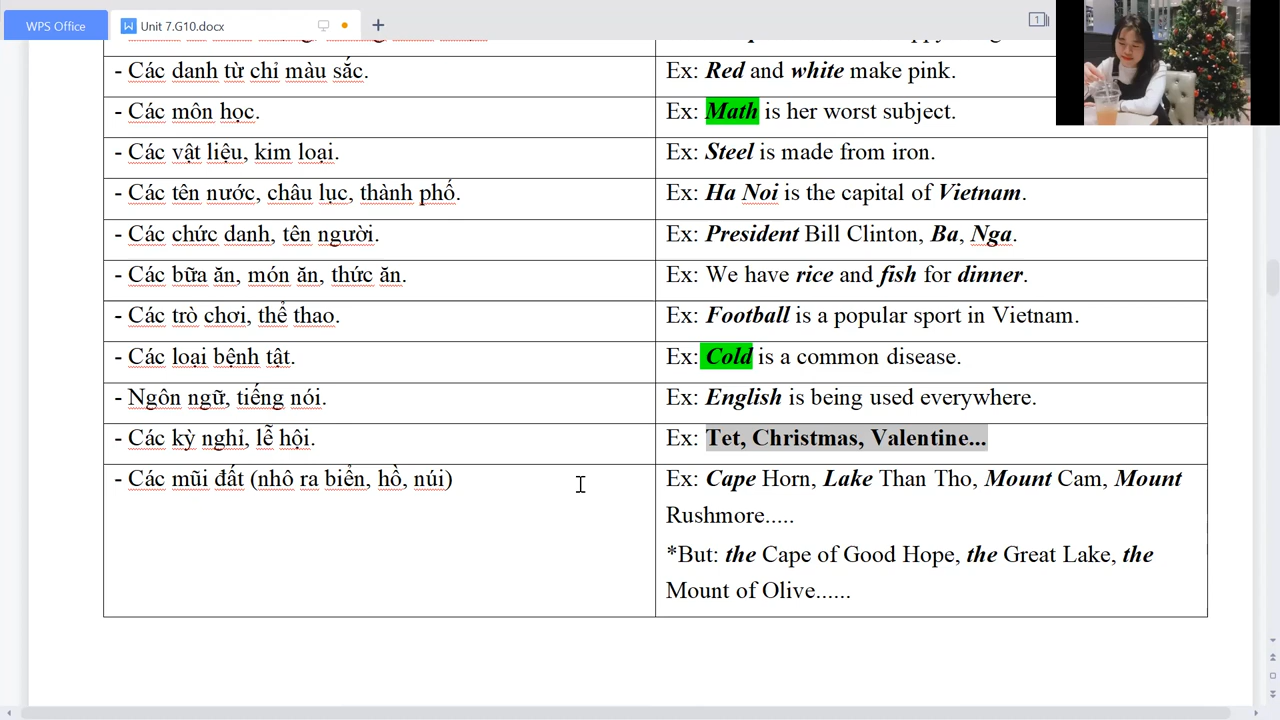 WPS Office
Unit 7.G10.docx
1
- Các danh từ chỉ màu sắc.
Ex: Red and white make pink.
- Các môn học.
Ex: Math is her worst subject.
- Các vật liệu, kim loại.
Ex: Steel is made from iron.
- Các tên nước, châu lục, thành phố.
Ex: Ha Noi is the capital of Vietnam.
- Các chức danh, tên người.
Ex: President Bill Clinton, Ba, Nga.
- Các bữa ăn, món ăn, thức ăn.
Ex: We have rice and fish for dinner.
- Các trò chơi, thể thao.
Ex: Football is a popular sport in Vietnam.
- Các loại bệnh tật.
Ex: Cold is a common disease.
- Ngôn ngữ, tiếng nói.
Ex: English is being used everywhere.
- Các kỳ nghỉ, lễ hội.
Ex: Tet, Christmas, Valentine...
- Các mũi đất (nhô ra biển, hồ, núi)
Ex: Cape Horn, Lake Than Tho, Mount Cam, Mount
Rushmore.....
*But: the Cape of Good Hope, the Great Lake, the
Mount of Olive......